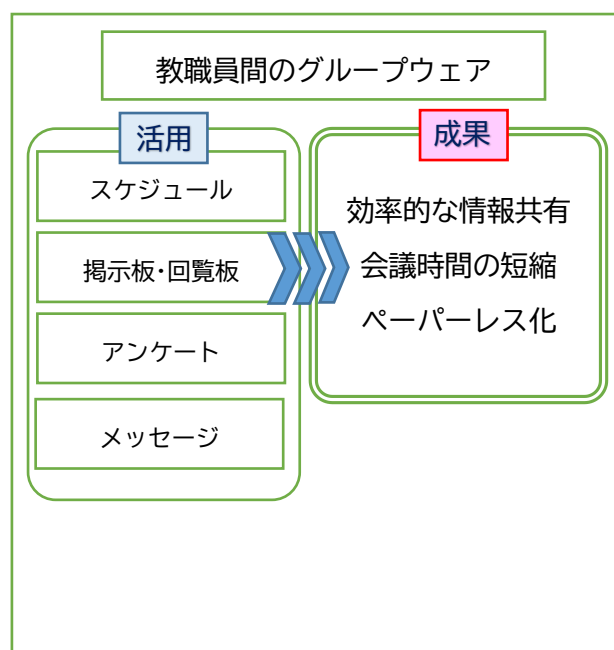 教職員間のグループウェア
活用
スケジュール
掲示板・回覧板
アンケート
メッセージ
成果
効率的な情報共有
会議時間の短縮
ペーパーレス化